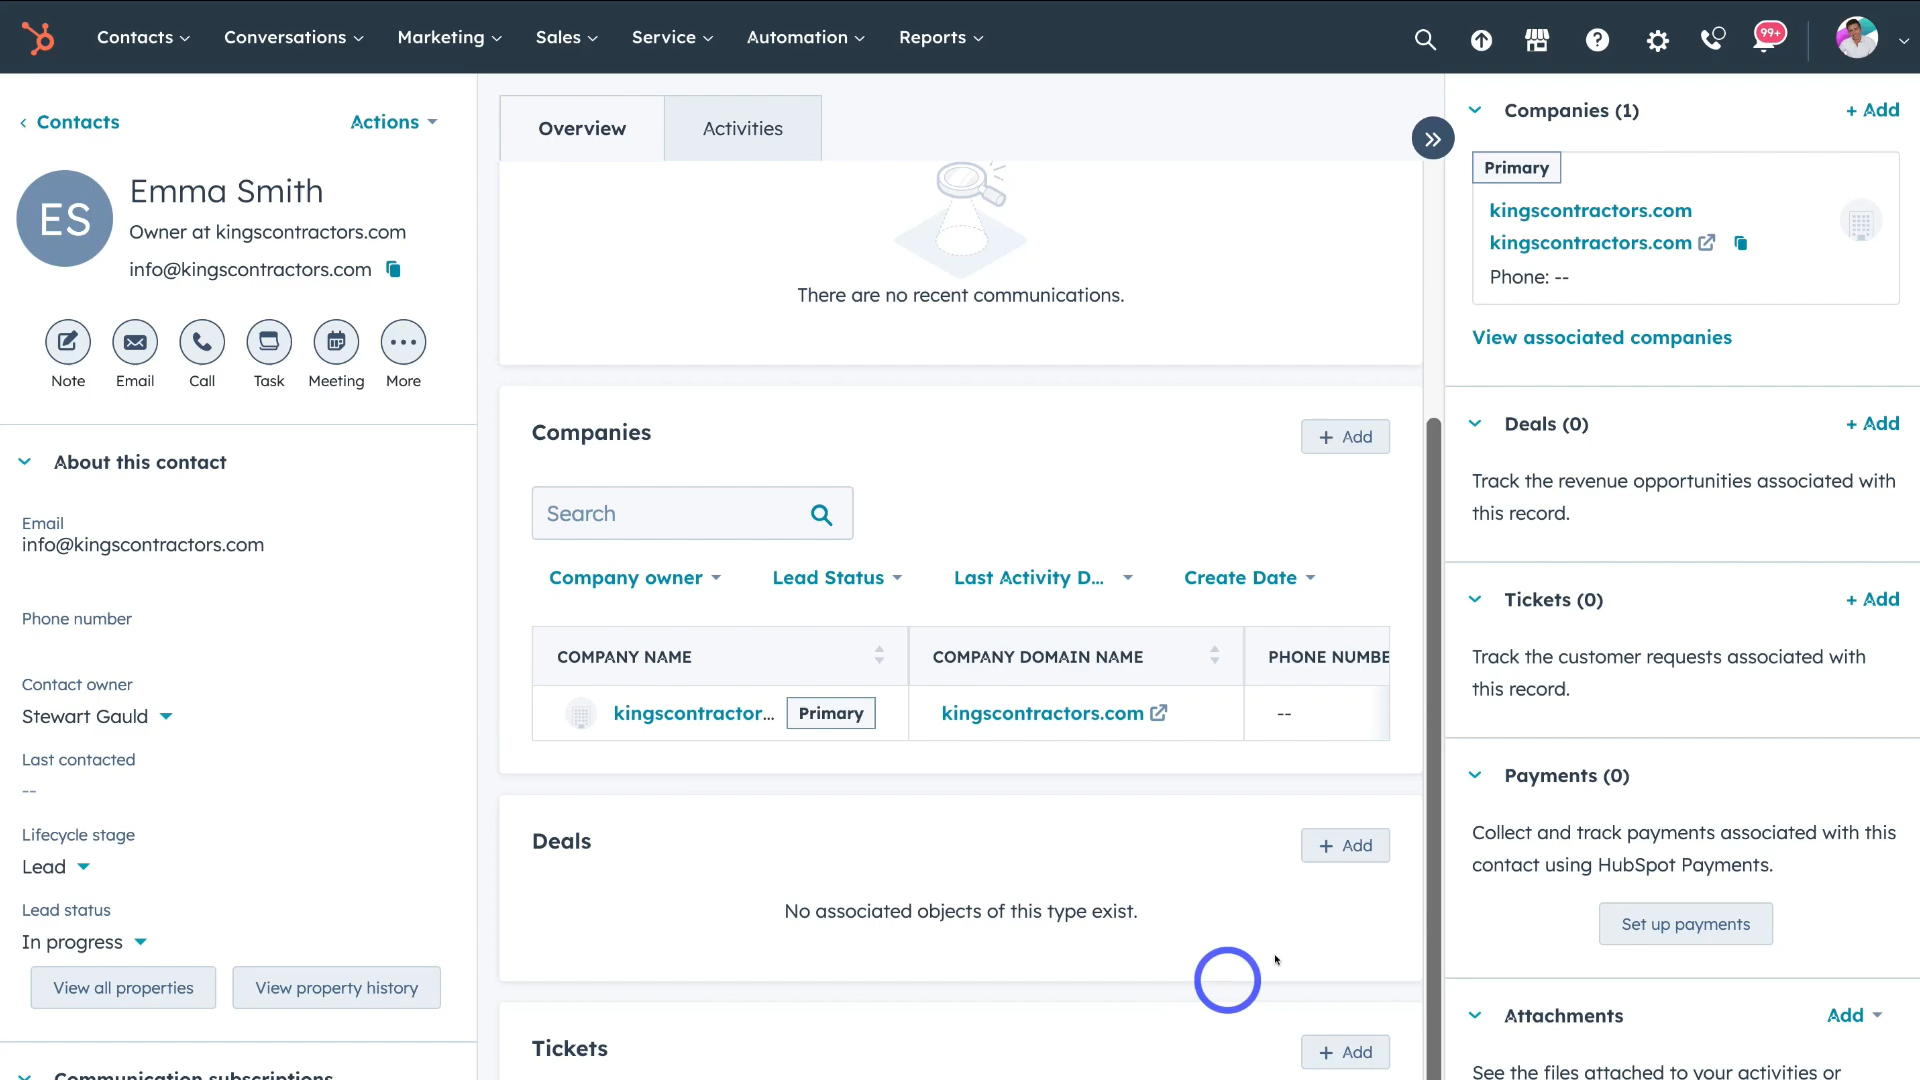 Contacts
Conversations
Marketing
Sales
Service
Automation
Reports
99+
Contacts
Actions
ES
Emma Smith
Owner at kingscontractors.com
info@kingscontractors.com
Note
Email
Call
Task
Meeting
More
About this contact
Email
info@kingscontractors.com
Phone number
Contact owner
Stewart Gauld
Last contacted
--
Lifecycle stage
Lead
Lead status
In progress
View all properties
View property history
Communication subscriptions
Overview
Activities
There are no recent communications.
Companies
+ Add
Search
Company owner
Lead Status
Last Activity D...
Create Date
COMPANY NAME
COMPANY DOMAIN NAME
PHONE NUMBE
kingscontractor...
Primary
kingscontractors.com
--
Deals
+ Add
No associated objects of this type exist.
Tickets
+ Add
Companies (1)
+ Add
Primary
kingscontractors.com
kingscontractors.com
Phone: --
View associated companies
Deals (0)
+ Add
Track the revenue opportunities associated with
this record.
Tickets (0)
+ Add
Track the customer requests associated with
this record.
Payments (0)
Collect and track payments associated with this
contact using HubSpot Payments.
Set up payments
Attachments
Add
See the files attached to your activities or